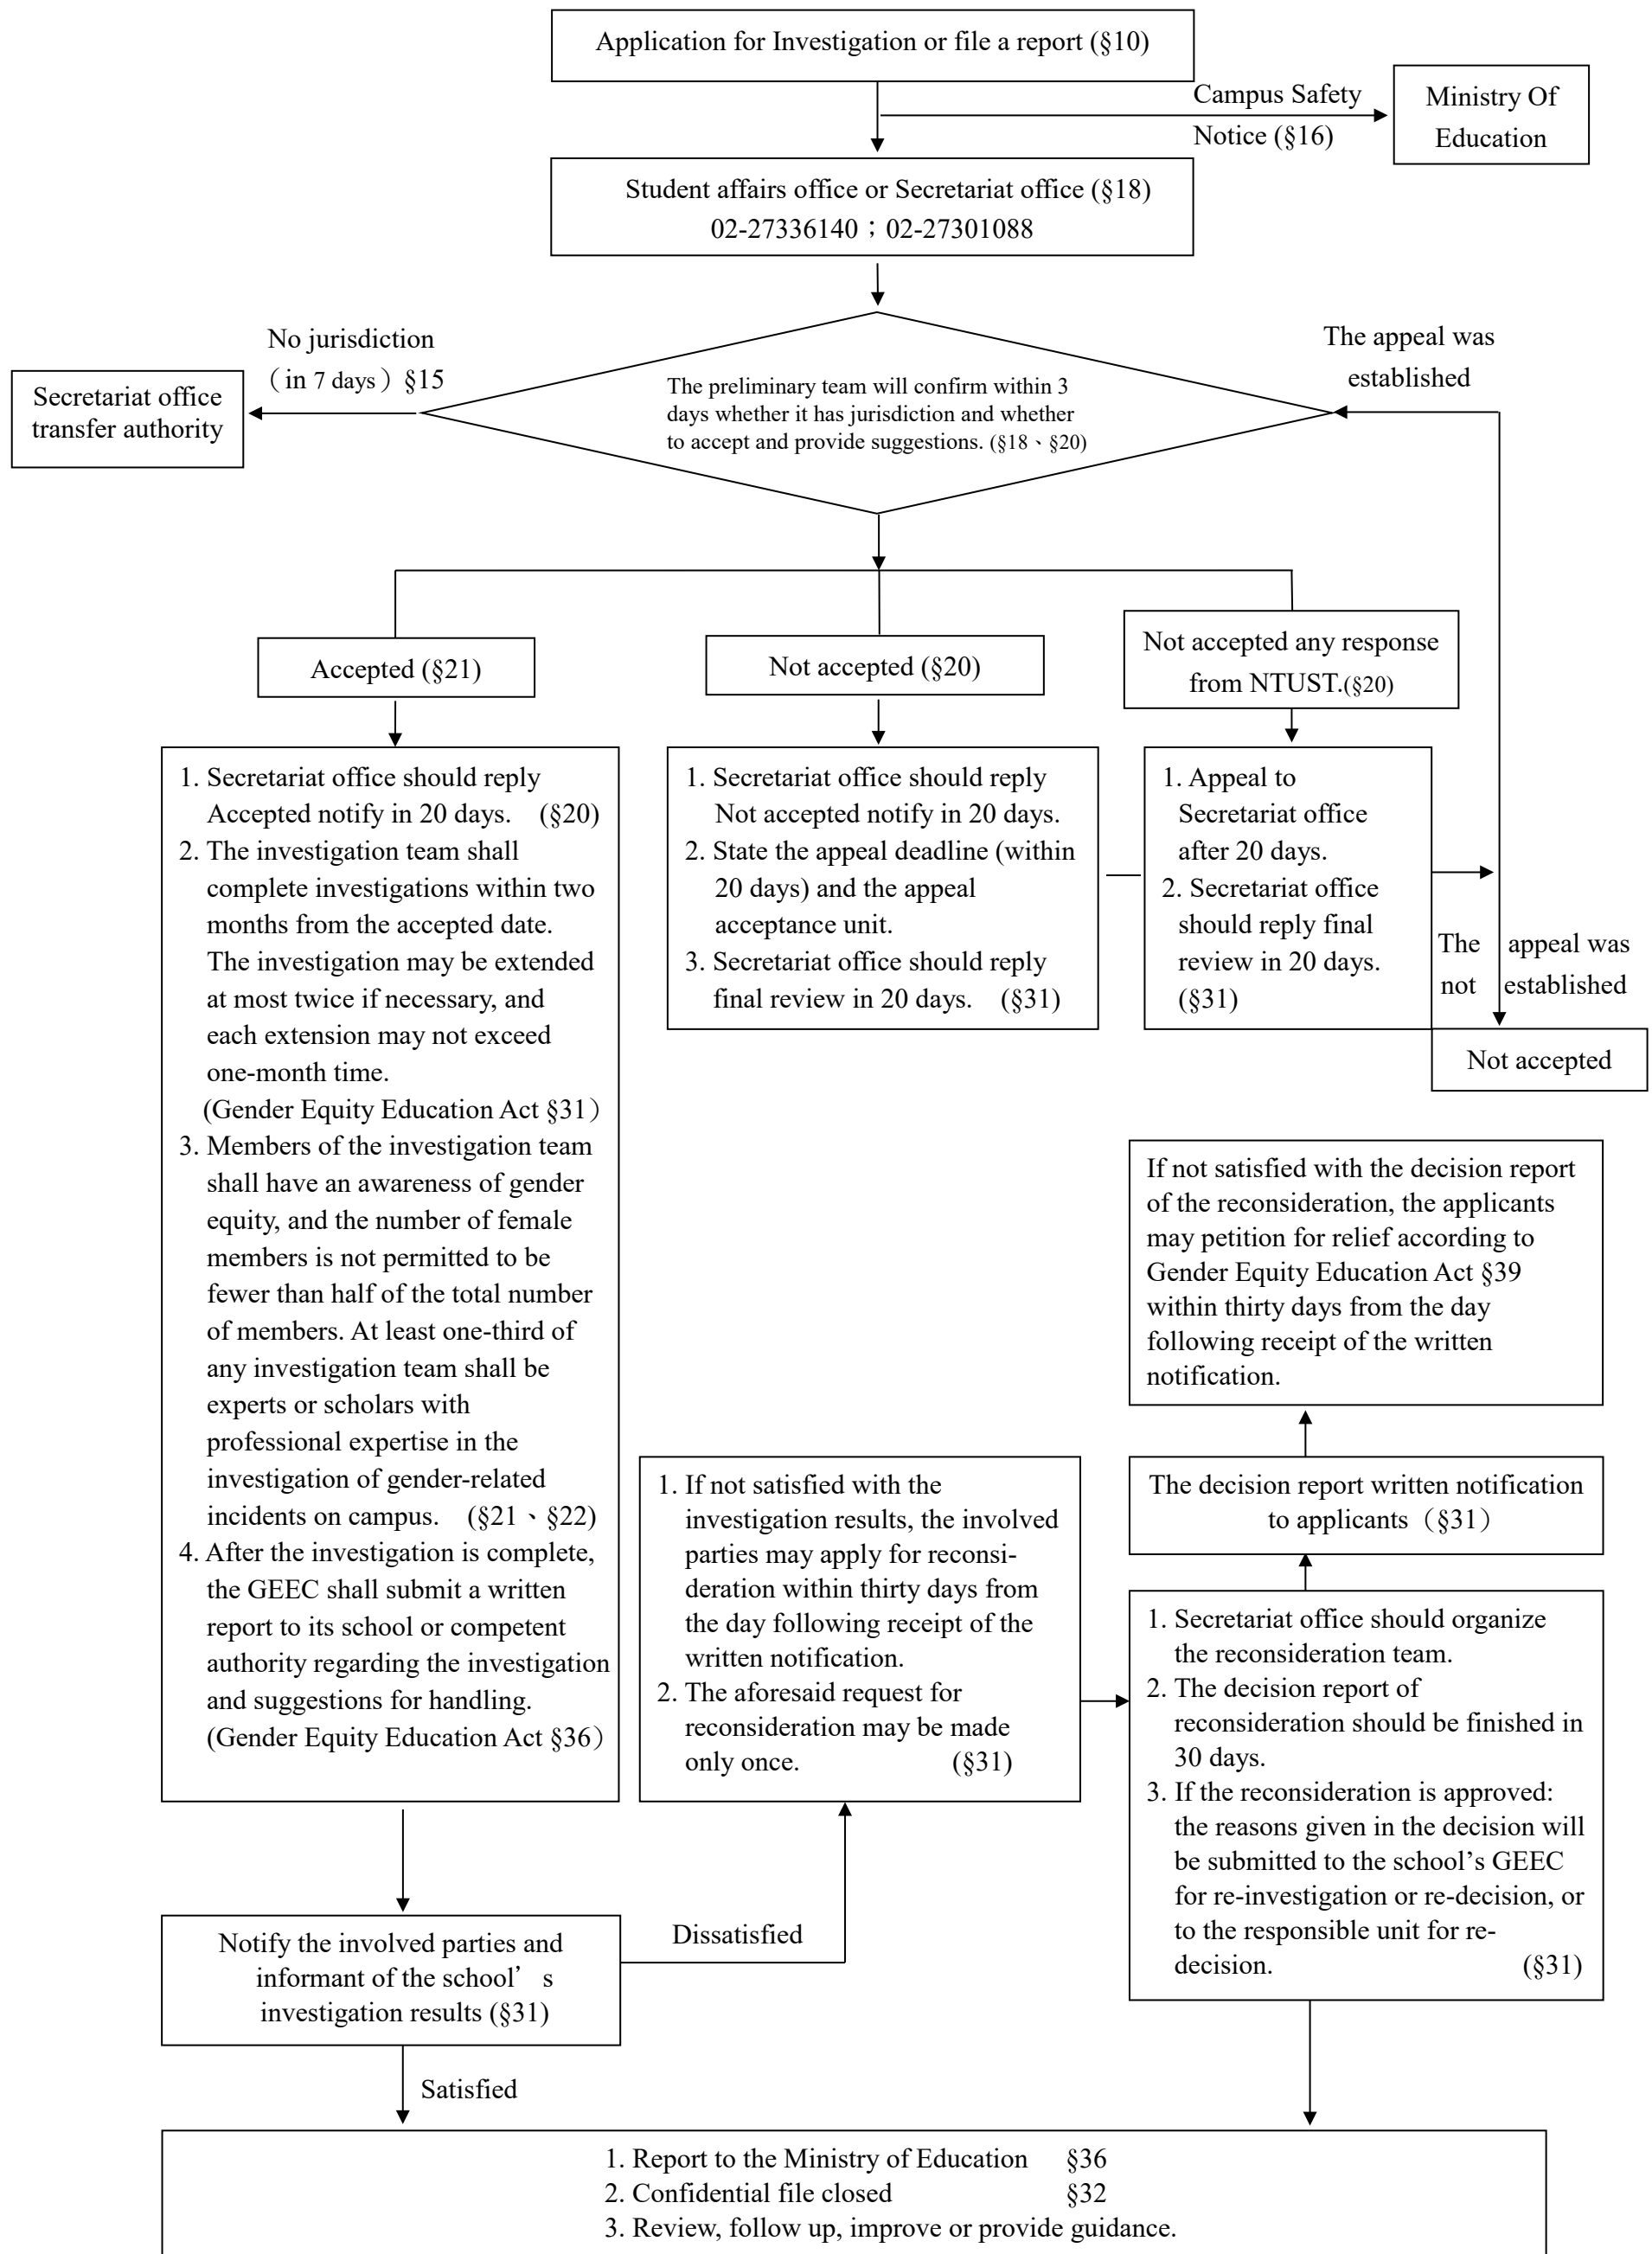 Application for Investigation or file a report (§10)
Campus Safety
Notice (§16)
Ministry Of
Education
Student affairs office or Secretariat office (§18)
02-27336140；02-27301088
No jurisdiction
（in 7 days）§15
Secretariat office
transfer authority
The preliminary team will confirm within 3
days whether it has jurisdiction and whether
to accept and provide suggestions. (§18、§20)
The appeal was
established
Accepted (§21)
Not accepted (§20)
Not accepted any response
from NTUST.(§20)
1. Secretariat office should reply
Accepted notify in 20 days. (§20)
2. The investigation team shall
complete investigations within two
months from the accepted date.
The investigation may be extended
at most twice if necessary, and
each extension may not exceed
one-month time.
(Gender Equity Education Act §31）
3. Members of the investigation team
shall have an awareness of gender
equity, and the number of female
members is not permitted to be
fewer than half of the total number
of members. At least one-third of
any investigation team shall be
experts or scholars with
professional expertise in the
investigation of gender-related
incidents on campus. (§21、§22)
4. After the investigation is complete,
the GEEC shall submit a written
report to its school or competent
authority regarding the investigation
and suggestions for handling.
(Gender Equity Education Act §36）
1. Secretariat office should reply
Not accepted notify in 20 days.
2. State the appeal deadline (within
20 days) and the appeal
acceptance unit.
3. Secretariat office should reply
final review in 20 days. (§31)
1. Appeal to
Secretariat office
after 20 days.
2. Secretariat office
should reply final
review in 20 days.
(§31)
The appeal was
not established
Not accepted
If not satisfied with the decision report
of the reconsideration, the applicants
may petition for relief according to
Gender Equity Education Act §39
within thirty days from the day
following receipt of the written
notification.
The decision report written notification
to applicants（§31）
1. If not satisfied with the
investigation results, the involved
parties may apply for reconsi-
deration within thirty days from
the day following receipt of the
written notification.
2. The aforesaid request for
reconsideration may be made
only once. (§31)
1. Secretariat office should organize
the reconsideration team.
2. The decision report of
reconsideration should be finished in
30 days.
3. If the reconsideration is approved:
the reasons given in the decision will
be submitted to the school’s GEEC
for re-investigation or re-decision, or
to the responsible unit for re-
decision. (§31)
Notify the involved parties and
informant of the school’ s
investigation results (§31)
Dissatisfied
Satisfied
1. Report to the Ministry of Education §36
2. Confidential file closed §32
3. Review, follow up, improve or provide guidance.